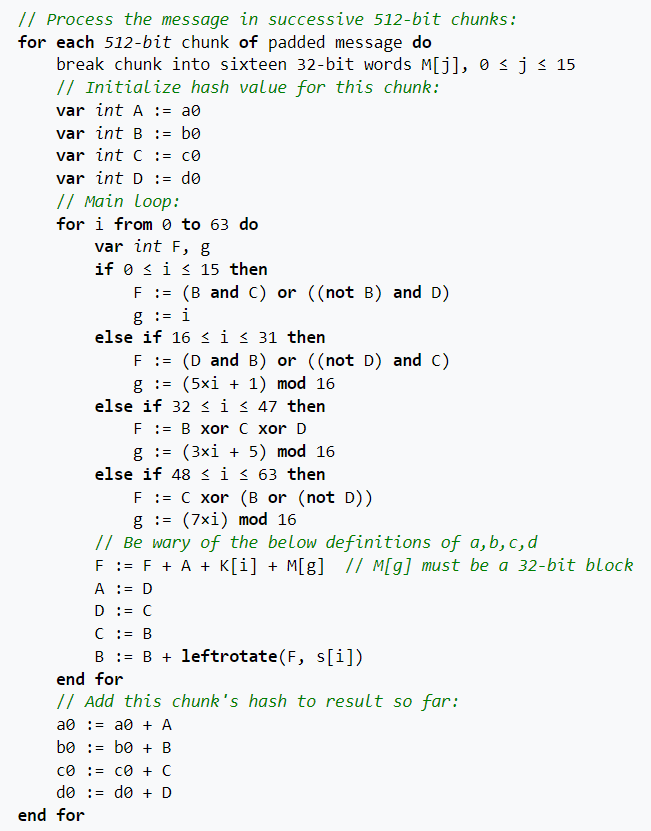 // Process the message in successive 512-bit chunks:
for each 512-bit chunk of padded message do
    break chunk into sixteen 32-bit words M[j], 0 ≤ j ≤ 15
    // Initialize hash value for this chunk:
    var int A := a0
    var int B := b0
    var int C := c0
    var int D := d0
    // Main loop:
    for i from 0 to 63 do
        var int F, g
        if 0 ≤ i ≤ 15 then
            F := (B and C) or ((not B) and D)
            g := i
        else if 16 ≤ i ≤ 31 then
            F := (D and B) or ((not D) and C)
            g := (5×i + 1) mod 16
        else if 32 ≤ i ≤ 47 then
            F := B xor C xor D
            g := (3×i + 5) mod 16
        else if 48 ≤ i ≤ 63 then
            F := C xor (B or (not D))
            g := (7×i) mod 16
        // Be wary of the below definitions of a,b,c,d
        F := F + A + K[i] + M[g]  // M[g] must be a 32-bit block
        A := D
        D := C
        C := B
        B := B + leftrotate(F, s[i])
    end for
    // Add this chunk's hash to result so far:
    a0 := a0 + A
    b0 := b0 + B
    c0 := c0 + C
    d0 := d0 + D
end for